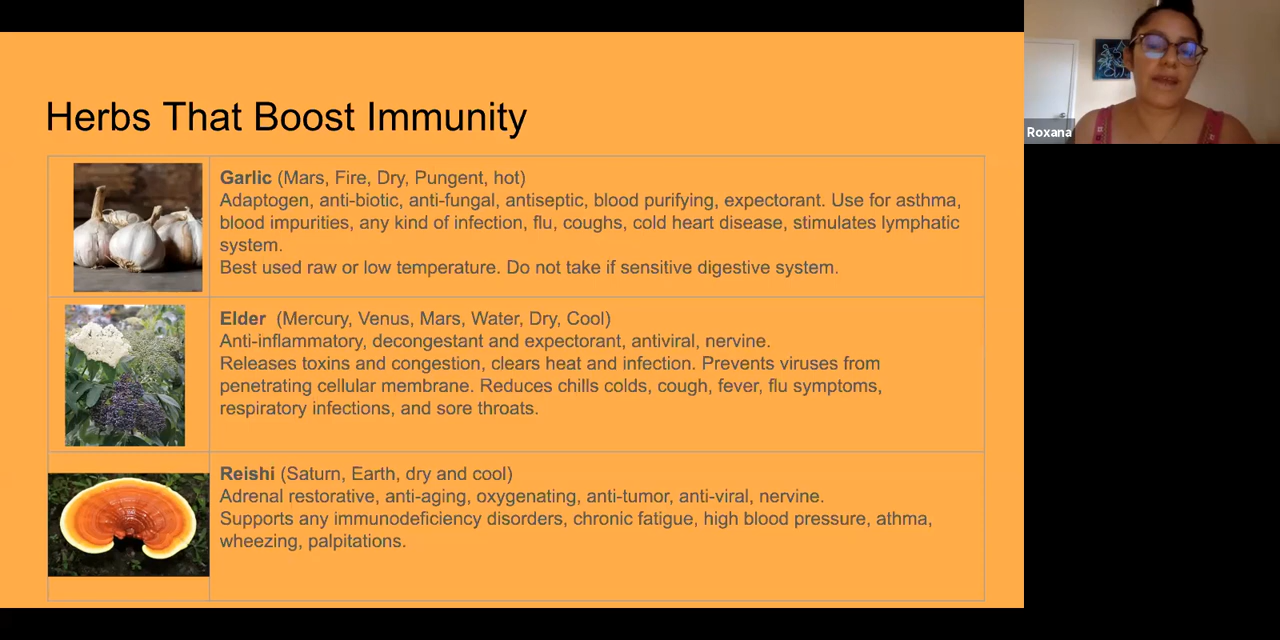 Herbs That Boost Immunity
Garlic (Mars, Fire, Dry, Pungent, hot)
Adaptogen, anti-biotic, anti-fungal, antiseptic, blood purifying, expectorant. Use for asthma,
blood impurities, any kind of infection, flu, coughs, cold heart disease, stimulates lymphatic
system.
Best used raw or low temperature. Do not take if sensitive digestive system.
Elder (Mercury, Venus, Mars, Water, Dry, Cool)
Anti-inflammatory, decongestant and expectorant, antiviral, nervine.
Releases toxins and congestion, clears heat and infection. Prevents viruses from
penetrating cellular membrane. Reduces chills colds, cough, fever, flu symptoms,
respiratory infections, and sore throats.
Reishi (Saturn, Earth, dry and cool)
Adrenal restorative, anti-aging, oxygenating, anti-tumor, anti-viral, nervine.
Supports any immunodeficiency disorders, chronic fatigue, high blood pressure, athma,
wheezing, palpitations.
Roxana